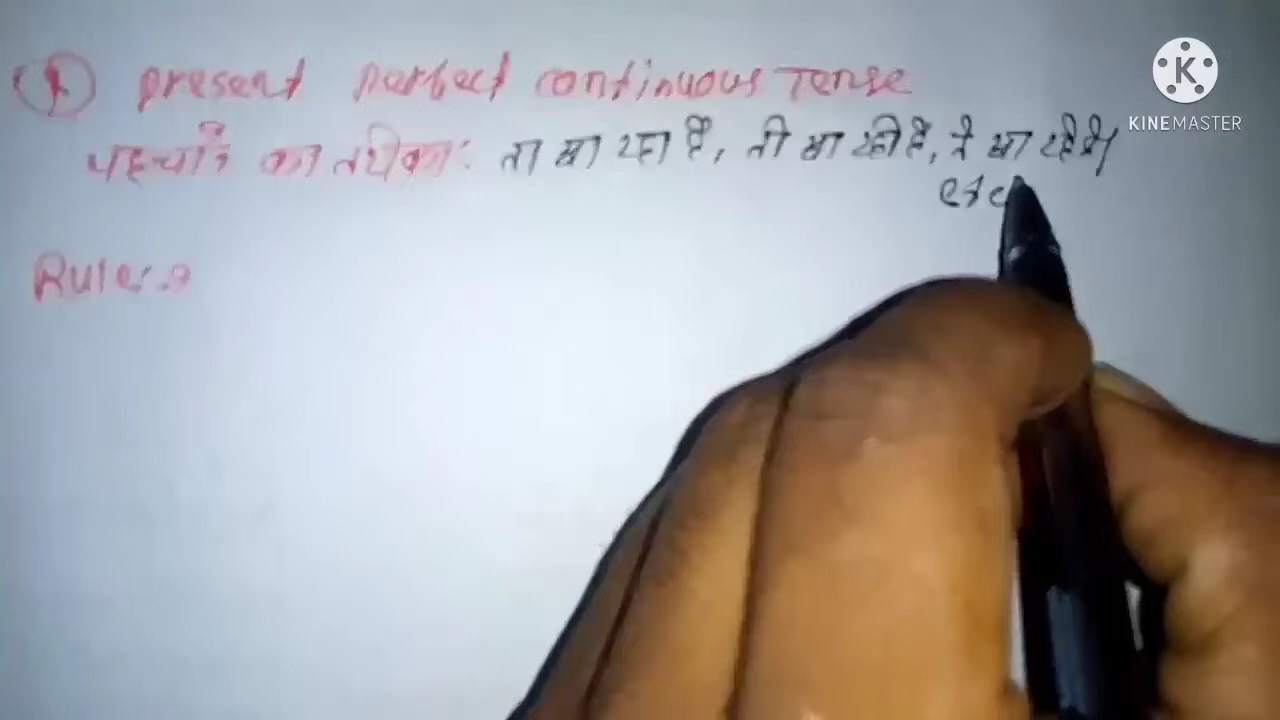 present perfect continuous Tense
पहचाने का तरीका: ता आ रहा है, ती आ रही है, ते आ रहे है।
etc
Rule:→
K
KINEMASTER